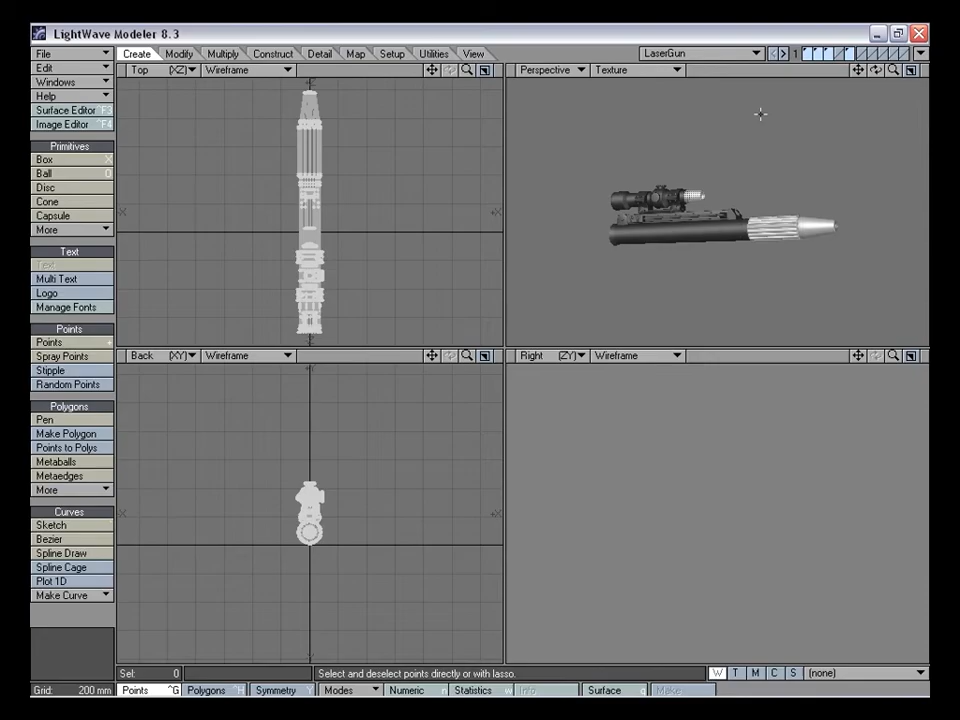 LightWave Modeler 8.3
File Create Modify Multiply Construct Detail Map Setup Utilities View LaserGun 1
Edit Top (XZ) Wireframe Perspective Texture
Windows
Help
Surface Editor F3
Image Editor ^F4
Primitives
Box X
Ball O
Disc
Cone
Capsule
More
Text
Text
Multi Text
Logo
Manage Fonts
Points
Points +
Spray Points Back (XY) Wireframe Right (ZY) Wireframe
Stipple
Random Points
Polygons
Pen
Make Polygon
Points to Polys
Metaballs
Metaedges
More
Curves
Sketch
Bezier
Spline Draw
Spline Cage
Plot 1D
Make Curve
Sel: 0 Select and deselect points directly or with lasso. W T M C S (none)
Grid: 200 mm Points ^G Polygons ^H Symmetry Y Modes Numeric n Statistics w Info Surface q Make